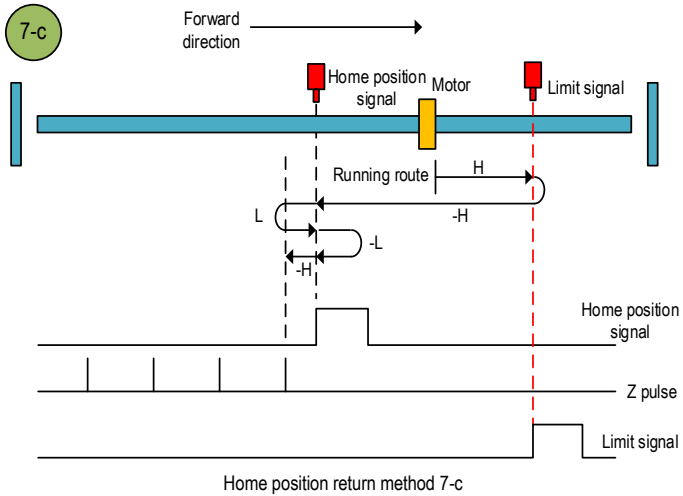 7-c
Forward
direction
Home position
signal
Motor
Limit signal
Running route
H
-H
L
-L
-H
Home position
signal
Z pulse
Limit signal
Home position return method 7-c